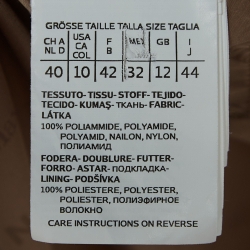 GRÖSSE TAILLE TALLA SIZE TAGLIA
CH A NL D USA CA COL F B MEX GB I J
40 10 42 32 12 44
TESSUTO-TISSU-STOFF-TEJIDO-
TECIDO-KUMAŞ-ТКАНЬ-FABRIC-
LÁTKA
100% POLIAMMIDE, POLYAMIDE,
POLYAMID, NAILON, NYLON,
ПОЛИАМИД
FODERA- DOUBLURE- FUTTER-
FORRO- ASTAR- ПОДКЛАДКА-
LINING- PODŠÍVKA
100% POLIESTERE, POLYESTER,
POLIESTER, ПОЛИЭФИРНОЕ
ВОЛОКНО
CARE INSTRUCTIONS ON REVERSE